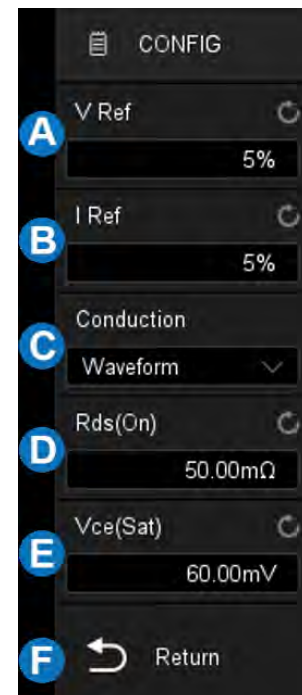 CONFIG
A
V Ref
5%
B
I Ref
5%
C
Conduction
Waveform
D
Rds(On)
50.00mΩ
E
Vce(Sat)
60.00mV
F
Return